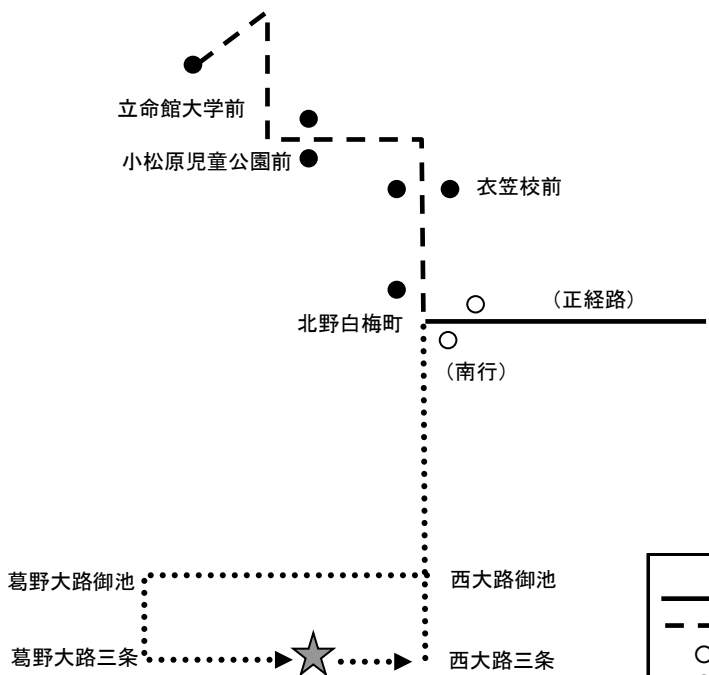 立命館大学前
小松原児童公園前
衣笠校前
(正経路)
北野白梅町
(南行)
葛野大路御池
西大路御池
葛野大路三条
西大路三条